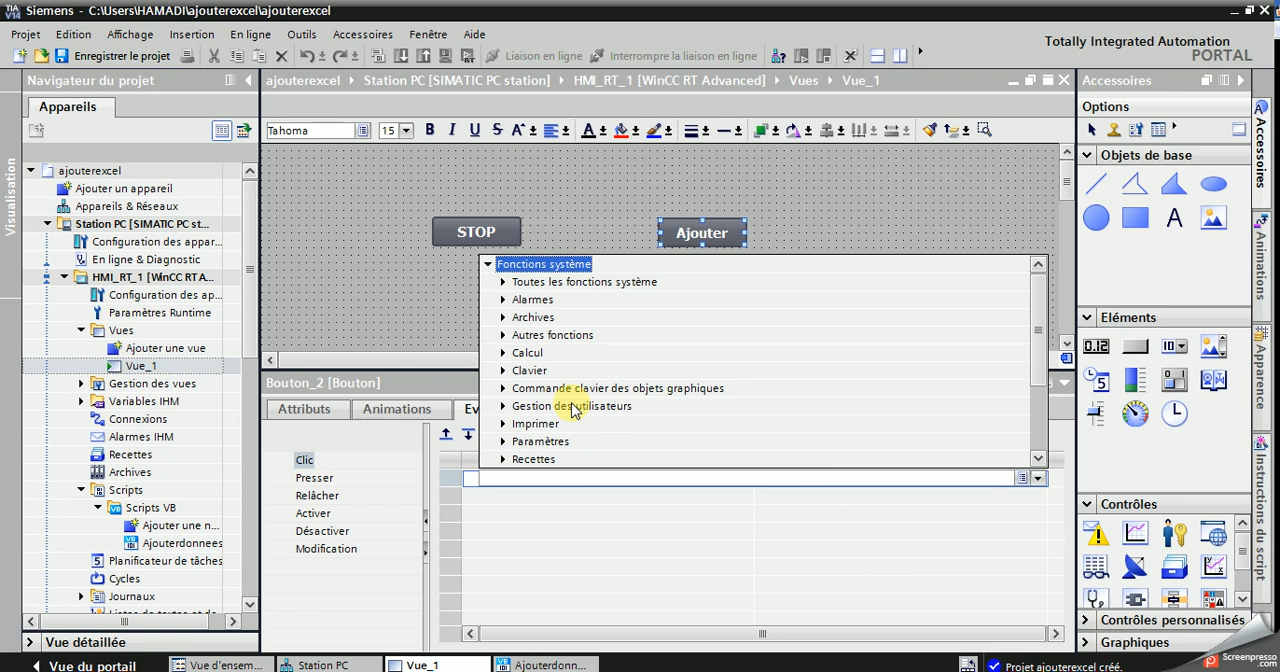 TIA V14 Siemens - C:\Users\HAMADI\ajouterexcel\ajouterexcel
Projet Edition Affichage Insertion En ligne Outils Accessoires Fenêtre Aide
Enregistrer le projet Liaison en ligne Interrompre la liaison en ligne
Totally Integrated Automation
PORTAL
Navigateur du projet
ajouterexcel Station PC [SIMATIC PC station] HMI_RT_1 [WinCC RT Advanced] Vues Vue_1
Accessoires
Appareils
Options
Tahoma 15 B I U S A A
Visualisation
ajouterexcel
Ajouter un appareil
Appareils & Réseaux
Station PC [SIMATIC PC st...
Configuration des appar...
En ligne & Diagnostic
HMI_RT_1 [WinCC RT A...
Configuration des ap...
Paramètres Runtime
Vues
Ajouter une vue
Vue_1
Gestion des vues
Variables IHM
Connexions
Alarmes IHM
Recettes
Archives
Scripts
Scripts VB
Ajouter une n...
Ajouterdonnees
Planificateur de tâches
Cycles
Journaux
Vue détaillée
STOP
Ajouter
Fonctions système
Toutes les fonctions système
Alarmes
Archives
Autres fonctions
Calcul
Clavier
Commande clavier des objets graphiques
Gestion des utilisateurs
Imprimer
Paramètres
Recettes
Bouton_2 [Bouton]
Attributs Animations Ev
Clic
Presser
Relâcher
Activer
Désactiver
Modification
Objets de base
A
Eléments
0.12 10
5
Contrôles
Contrôles personnalisés
Graphiques
Accessoires
Animations
Apparence
Instructions du script
Vue du portail Vue d'ensem... Station PC Vue_1 Ajouterdonn...
Projet ajouterexcel créé.
Screenpresso
.com